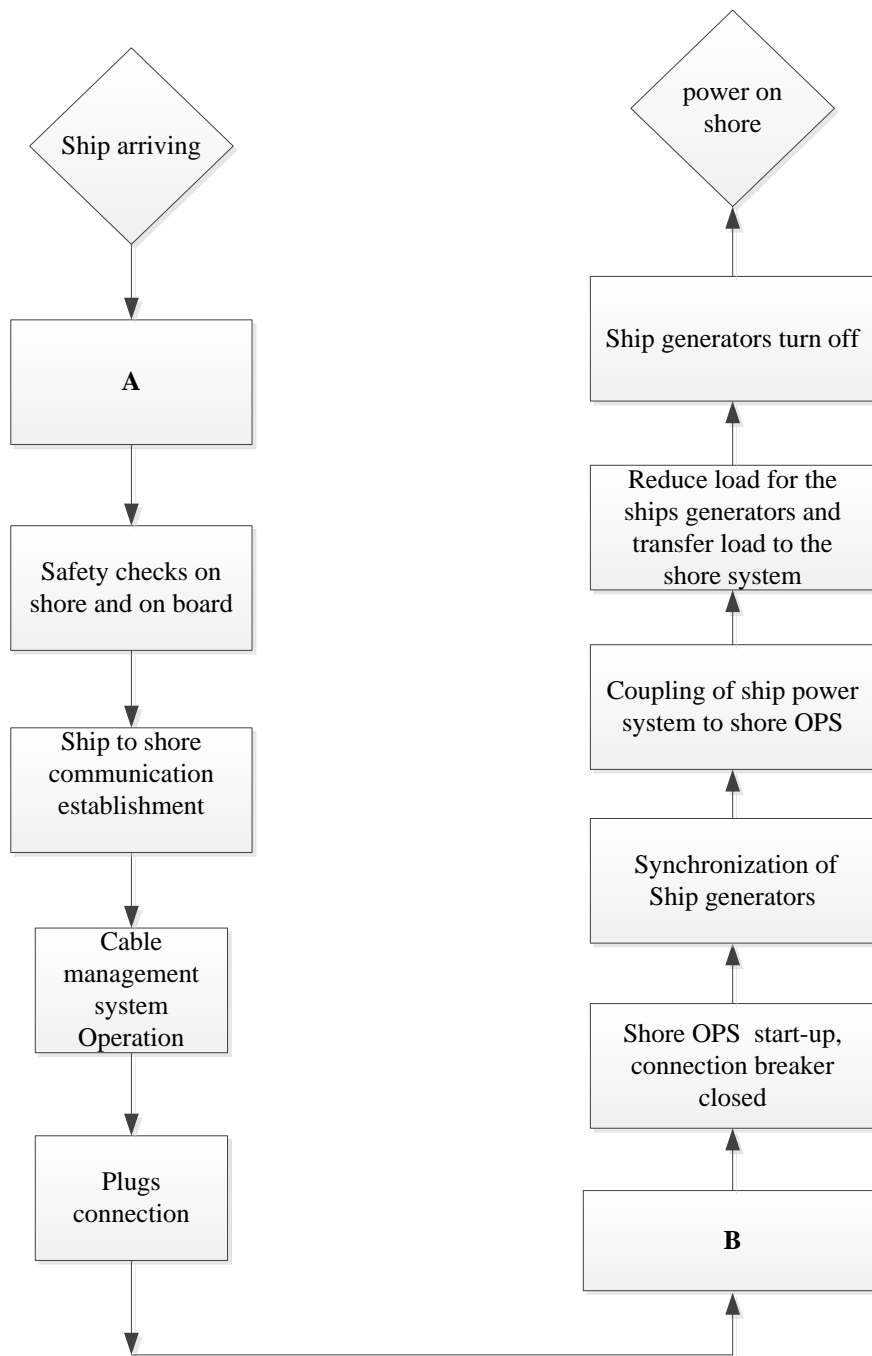 Ship arriving
A
Safety checks on
shore and on board
Ship to shore
communication
establishment
Cable
management
system
Operation
Plugs
connection
B
Shore OPS start-up,
connection breaker
closed
Synchronization of
Ship generators
Coupling of ship power
system to shore OPS
Reduce load for the
ships generators and
transfer load to the
shore system
Ship generators turn off
power on
shore